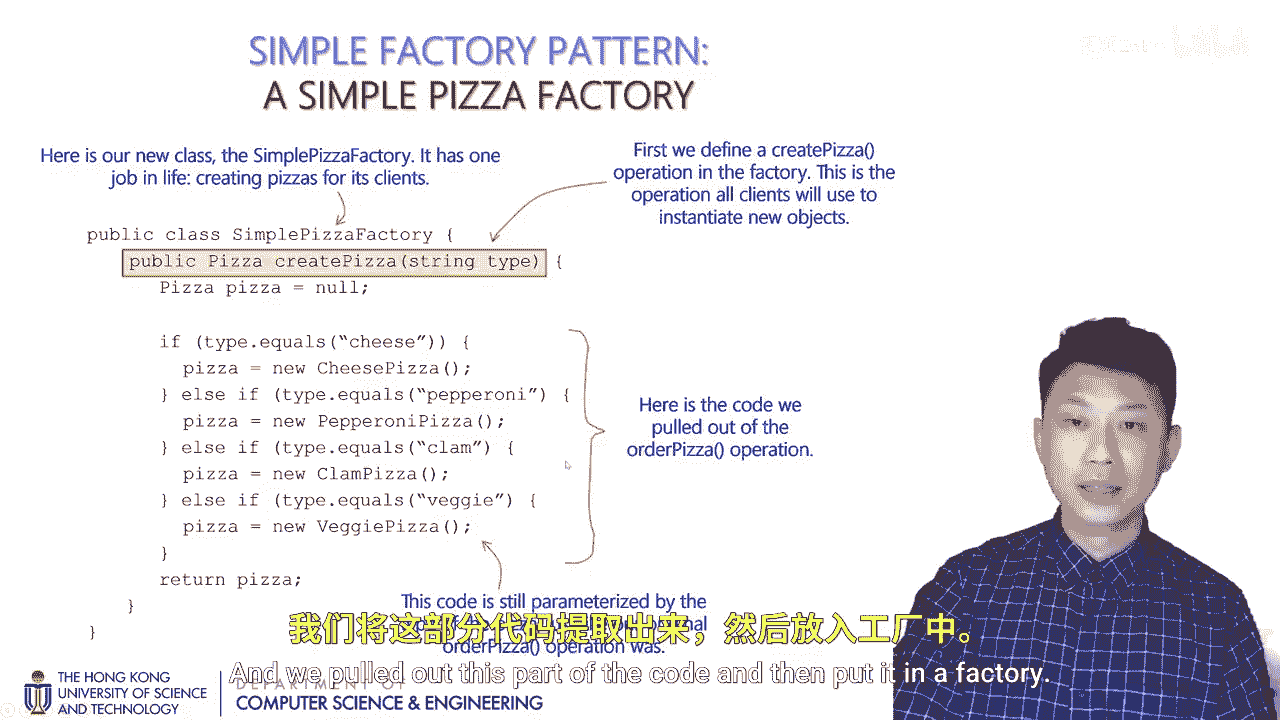 SIMPLE FACTORY PATTERN:
A SIMPLE PIZZA FACTORY
Here is our new class, the SimplePizzaFactory. It has one
job in life: creating pizzas for its clients.
First we define a createPizza()
operation in the factory. This is the
operation all clients will use to
instantiate new objects.
public class SimplePizzaFactory {
public Pizza createPizza(string type) {
Pizza pizza = null;
if (type.equals(“cheese”)) {
pizza = new CheesePizza();
} else if (type.equals(“pepperoni”) {
pizza = new PepperoniPizza();
} else if (type.equals(“clam”) {
pizza = new ClamPizza();
} else if (type.equals(“veggie”) {
pizza = new VeggiePizza();
}
return pizza;
}
}
Here is the code we
pulled out of the
orderPizza() operation.
This code is still parameterized by the
orderPizza() operation was.
我们将这部分代码提取出来，然后放入工厂中。
And we pulled out this part of the code and then put it in a factory.
THE HONG KONG
UNIVERSITY OF SCIENCE
AND TECHNOLOGY
DEPARTMENT OF
COMPUTER SCIENCE & ENGINEERING